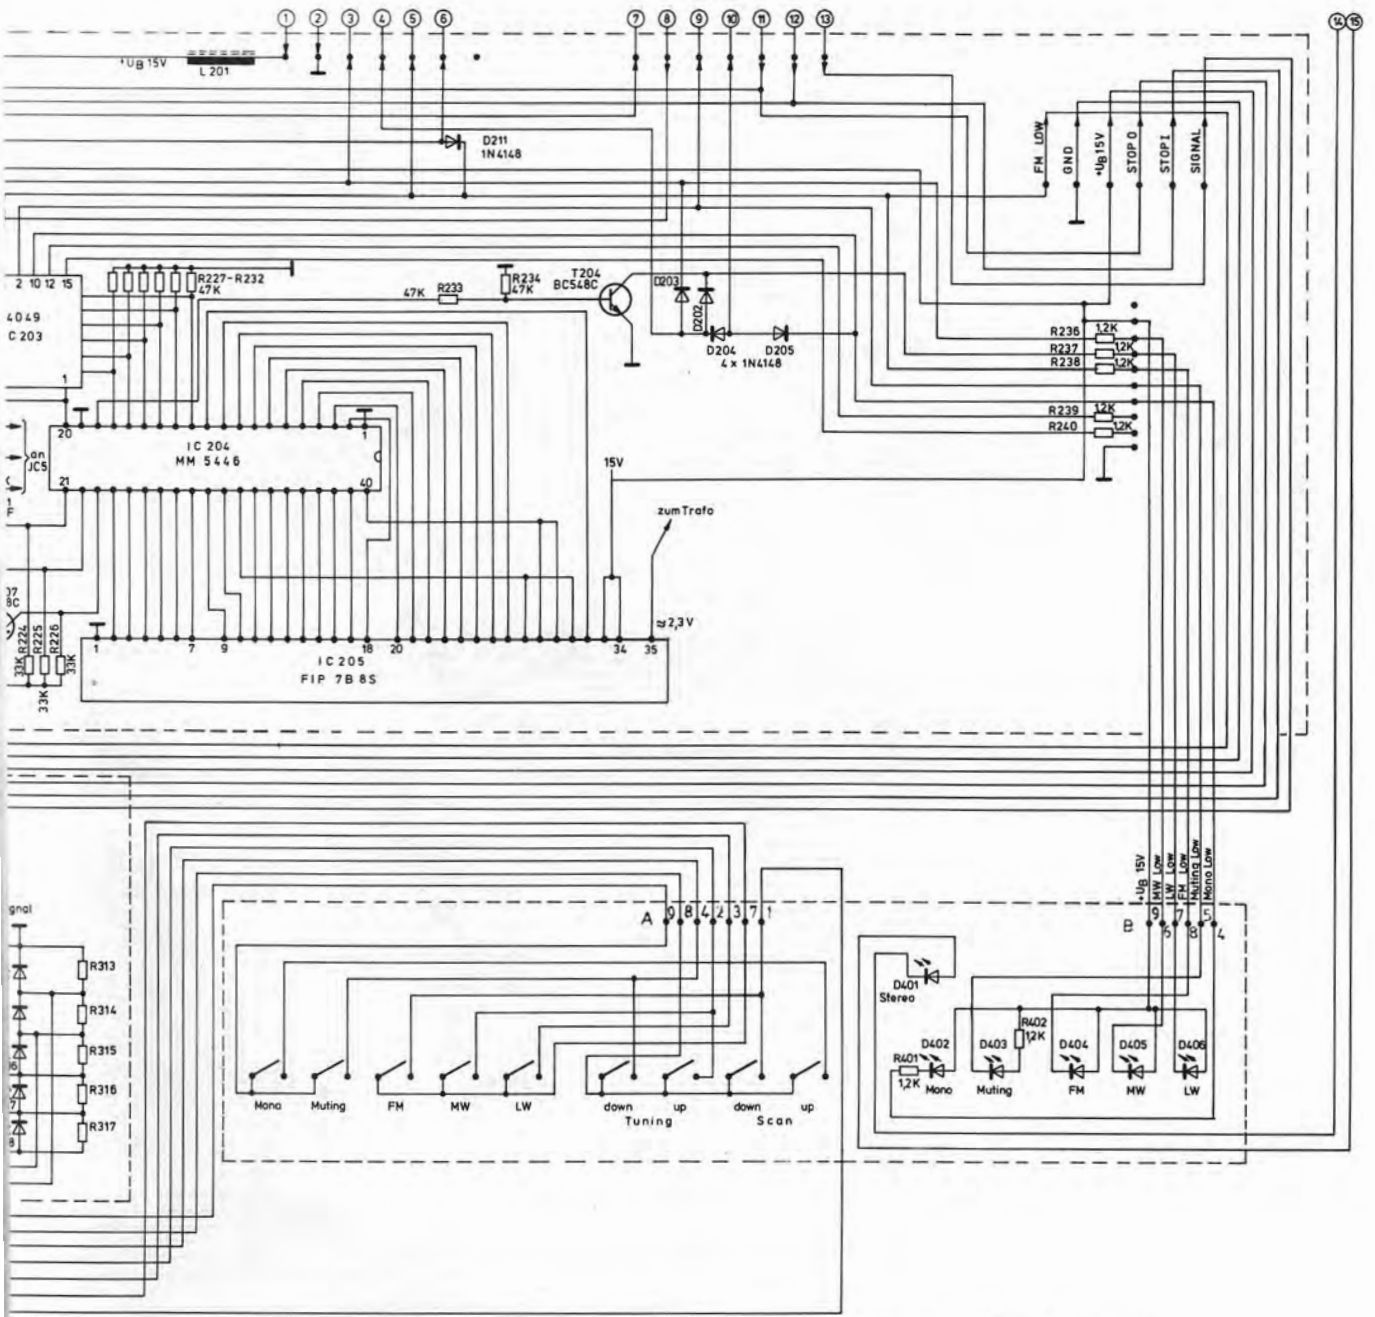 1 2 3 4 5 6 7 8 9 10 11 12 13 14 15
+UB 15V
L 201
D211
1N4148
FM LOW
GND
+UB 15V
STOP 0
STOP I
SIGNAL
2 10 12 15
R227-R232
47K
47K R233
R234
47K
T204
BC548C
D203
D202
D204
D205
4 x 1N4148
4049
C 203
1
R236 1,2K
R237 1,2K
R238 1,2K
R239 1,2K
R240 1,2K
20
1
an
JC5
IC 204
MM 5446
21
40
15V
zum Trafo
≈2,3V
07
8C
33K R224
33K R225
33K R226
1 7 9 18 20 34 35
IC 205
FIP 7B 8S
+UB 15V
MW Low
LW Low
FM Low
Muting Low
Mono Low
gnal
A 9 8 4 2 3 7 1
B 9 6 7 8 5 4
R313
R314
R315
R316
R317
D401
Stereo
R402
1,2K
R401
1,2K
D402
Mono
D403
Muting
D404
FM
D405
MW
D406
LW
Mono Muting FM MW LW down up down up
Tuning Scan